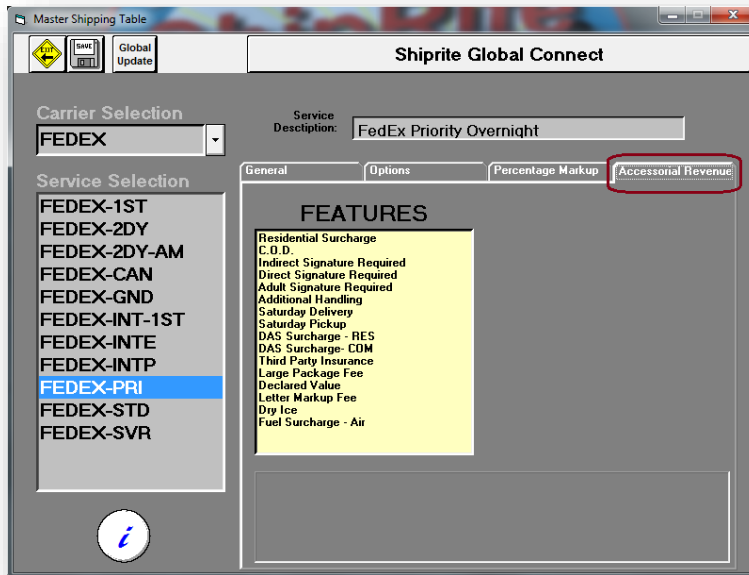 Master Shipping Table
EXIT
SAVE
Global
Update
Shiprite Global Connect
Carrier Selection
FEDEX
Service
Desctiption:
FedEx Priority Overnight
Service Selection
FEDEX-1ST
FEDEX-2DY
FEDEX-2DY-AM
FEDEX-CAN
FEDEX-GND
FEDEX-INT-1ST
FEDEX-INTE
FEDEX-INTP
FEDEX-PRI
FEDEX-STD
FEDEX-SVR
General
Options
Percentage Markup
Accessorial Revenue
FEATURES
Residential Surcharge
C.O.D.
Indirect Signature Required
Direct Signature Required
Adult Signature Required
Additional Handling
Saturday Delivery
Saturday Pickup
DAS Surcharge - RES
DAS Surcharge- COM
Third Party Insurance
Large Package Fee
Declared Value
Letter Markup Fee
Dry Ice
Fuel Surcharge - Air
i